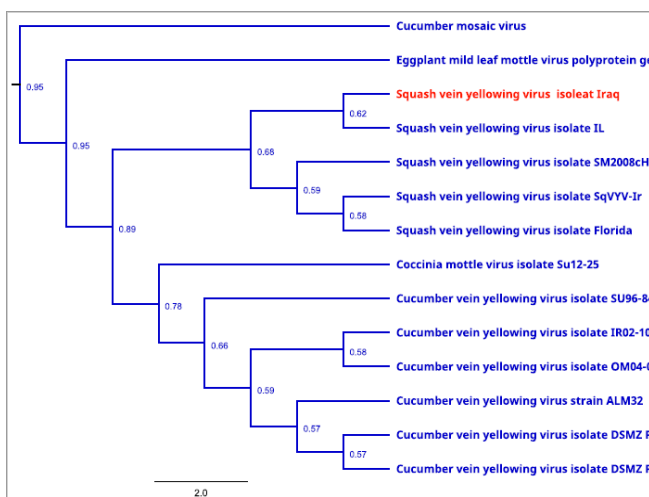 Cucumber mosaic virus
Eggplant mild leaf mottle virus polyprotein ge
0.95
Squash vein yellowing virus isoleat Iraq
0.62
Squash vein yellowing virus isolate IL
0.95
0.68
Squash vein yellowing virus isolate SM2008cH
0.59
Squash vein yellowing virus isolate SqVYV-Ir
0.58
0.89
Squash vein yellowing virus isolate Florida
Coccinia mottle virus isolate Su12-25
0.78
Cucumber vein yellowing virus isolate SU96-84
0.66
Cucumber vein yellowing virus isolate IR02-10
0.58
Cucumber vein yellowing virus isolate OM04-0
0.59
Cucumber vein yellowing virus strain ALM32
0.57
Cucumber vein yellowing virus isolate DSMZ P
0.57
Cucumber vein yellowing virus isolate DSMZ P
2.0